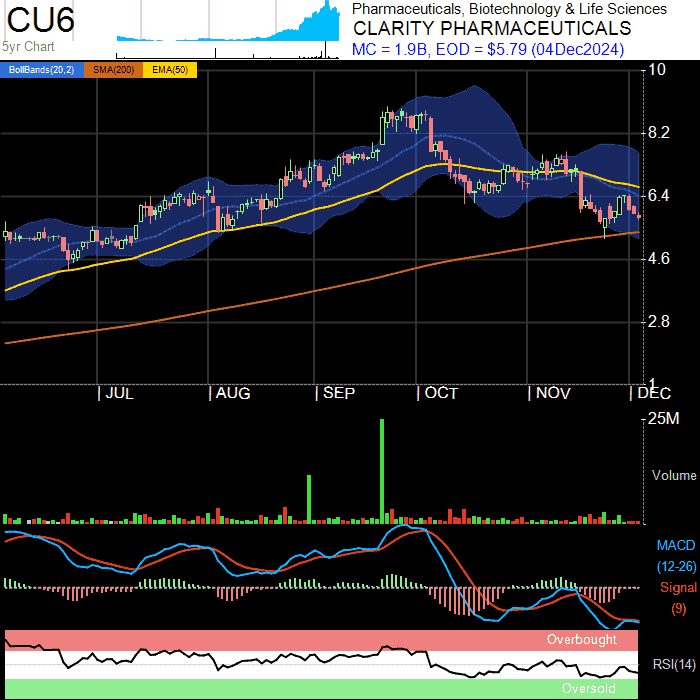 CU6
5yr Chart
Pharmaceuticals, Biotechnology & Life Sciences
CLARITY PHARMACEUTICALS
MC = 1.9B, EOD = $5.79 (04Dec2024)
BollBands(20,2) SMA(200) EMA(50)
10
8.2
6.4
4.6
2.8
1
JUL AUG SEP OCT NOV DEC
25M
Volume
MACD
(12-26)
Signal
(9)
Overbought
RSI(14)
Oversold